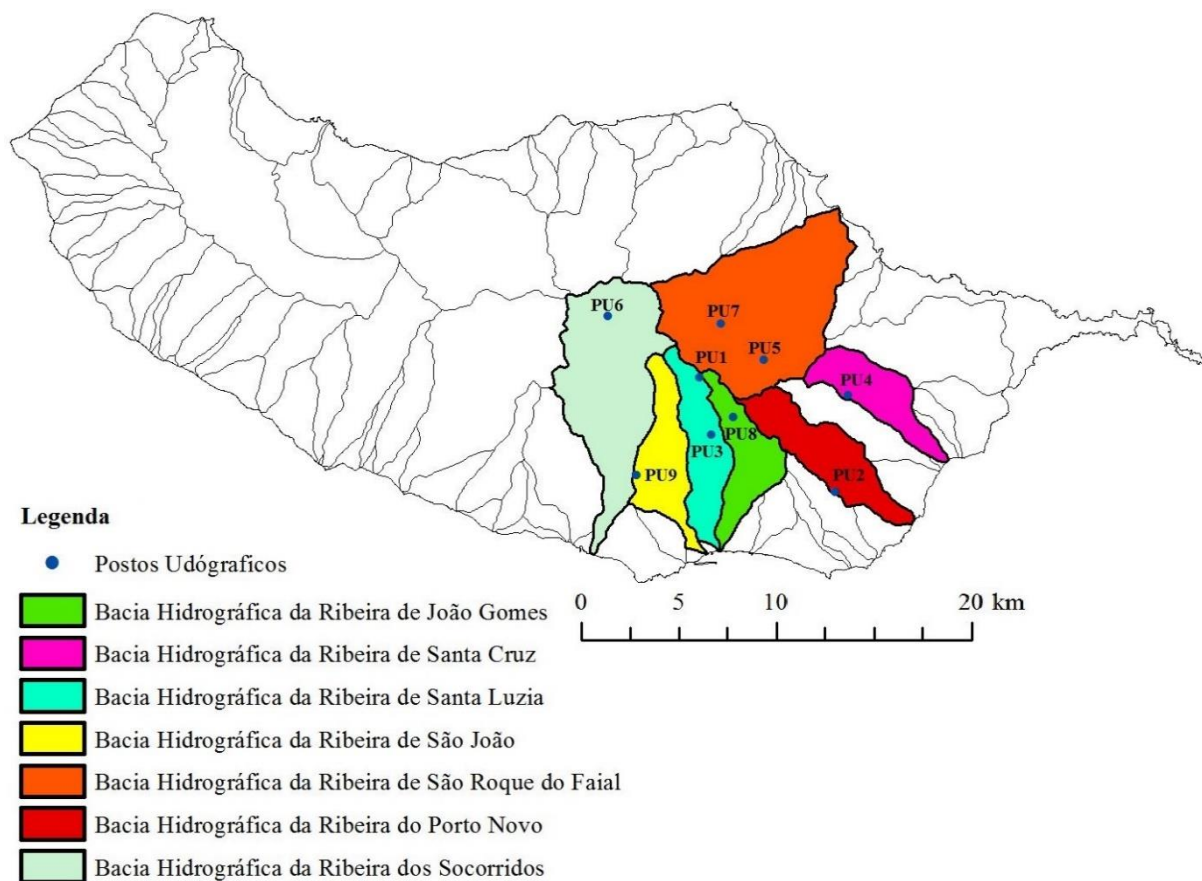 PU6
PU7
PU5
PU1
PU4
PU8
PU3
PU9
PU2
Legenda
Postos Udógraficos
0 5 10 20 km
Bacia Hidrográfica da Ribeira de João Gomes
Bacia Hidrográfica da Ribeira de Santa Cruz
Bacia Hidrográfica da Ribeira de Santa Luzia
Bacia Hidrográfica da Ribeira de São João
Bacia Hidrográfica da Ribeira de São Roque do Faial
Bacia Hidrográfica da Ribeira do Porto Novo
Bacia Hidrográfica da Ribeira dos Socorridos